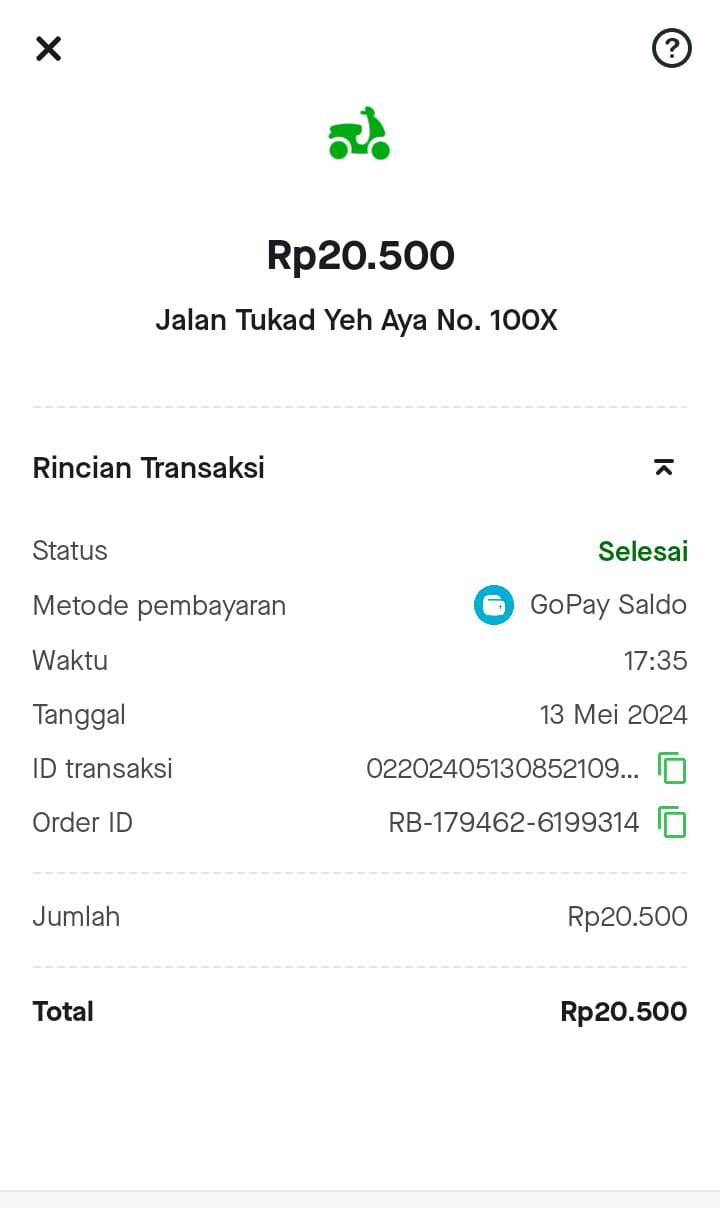 Rp20.500
Jalan Tukad Yeh Aya No. 100X
Rincian Transaksi
Status Selesai
Metode pembayaran GoPay Saldo
Waktu 17:35
Tanggal 13 Mei 2024
ID transaksi 02202405130852109...
Order ID RB-179462-6199314
Jumlah Rp20.500
Total Rp20.500